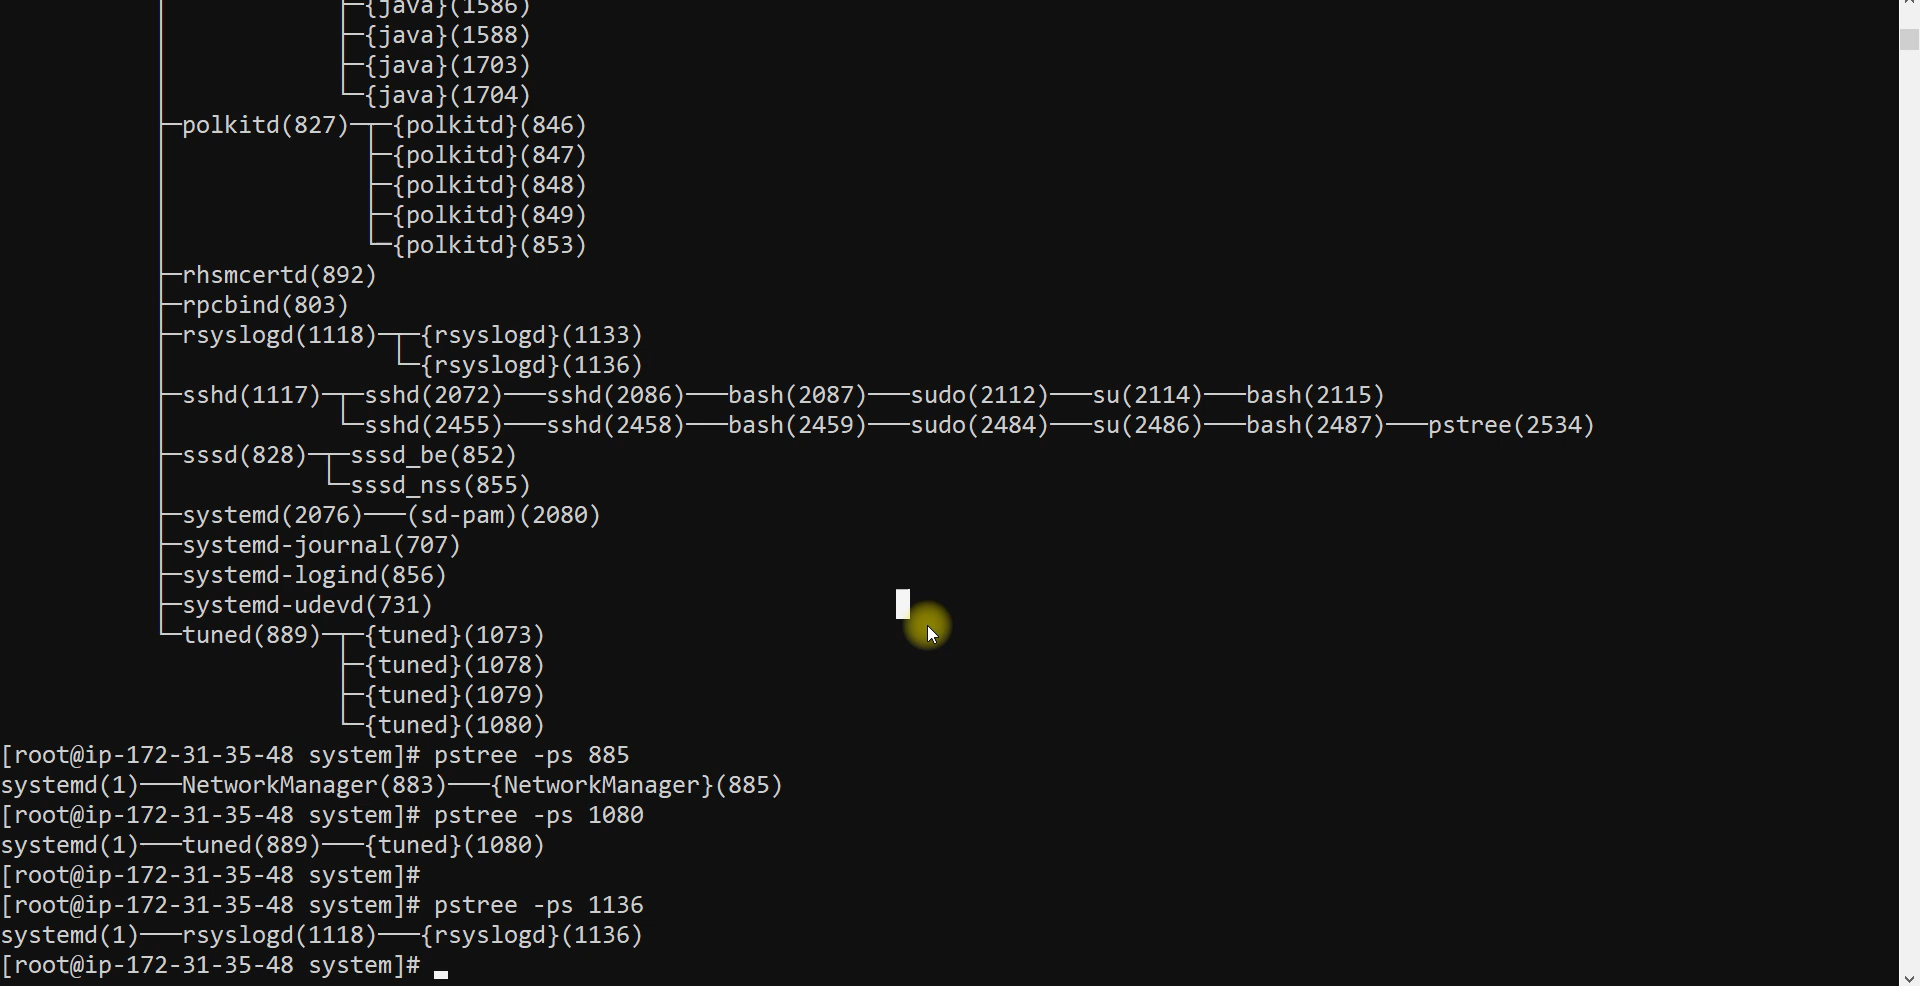 ├─{java}(1586)
├─{java}(1588)
├─{java}(1703)
└─{java}(1704)
├─polkitd(827)─┬─{polkitd}(846)
├─{polkitd}(847)
├─{polkitd}(848)
├─{polkitd}(849)
└─{polkitd}(853)
├─rhsmcertd(892)
├─rpcbind(803)
├─rsyslogd(1118)─┬─{rsyslogd}(1133)
└─{rsyslogd}(1136)
├─sshd(1117)─┬─sshd(2072)───sshd(2086)───bash(2087)───sudo(2112)───su(2114)───bash(2115)
└─sshd(2455)───sshd(2458)───bash(2459)───sudo(2484)───su(2486)───bash(2487)───pstree(2534)
├─sssd(828)─┬─sssd_be(852)
└─sssd_nss(855)
├─systemd(2076)───(sd-pam)(2080)
├─systemd-journal(707)
├─systemd-logind(856)
├─systemd-udevd(731)
└─tuned(889)─┬─{tuned}(1073)
├─{tuned}(1078)
├─{tuned}(1079)
└─{tuned}(1080)
[root@ip-172-31-35-48 system]# pstree -ps 885
systemd(1)───NetworkManager(883)───{NetworkManager}(885)
[root@ip-172-31-35-48 system]# pstree -ps 1080
systemd(1)───tuned(889)───{tuned}(1080)
[root@ip-172-31-35-48 system]#
[root@ip-172-31-35-48 system]# pstree -ps 1136
systemd(1)───rsyslogd(1118)───{rsyslogd}(1136)
[root@ip-172-31-35-48 system]#